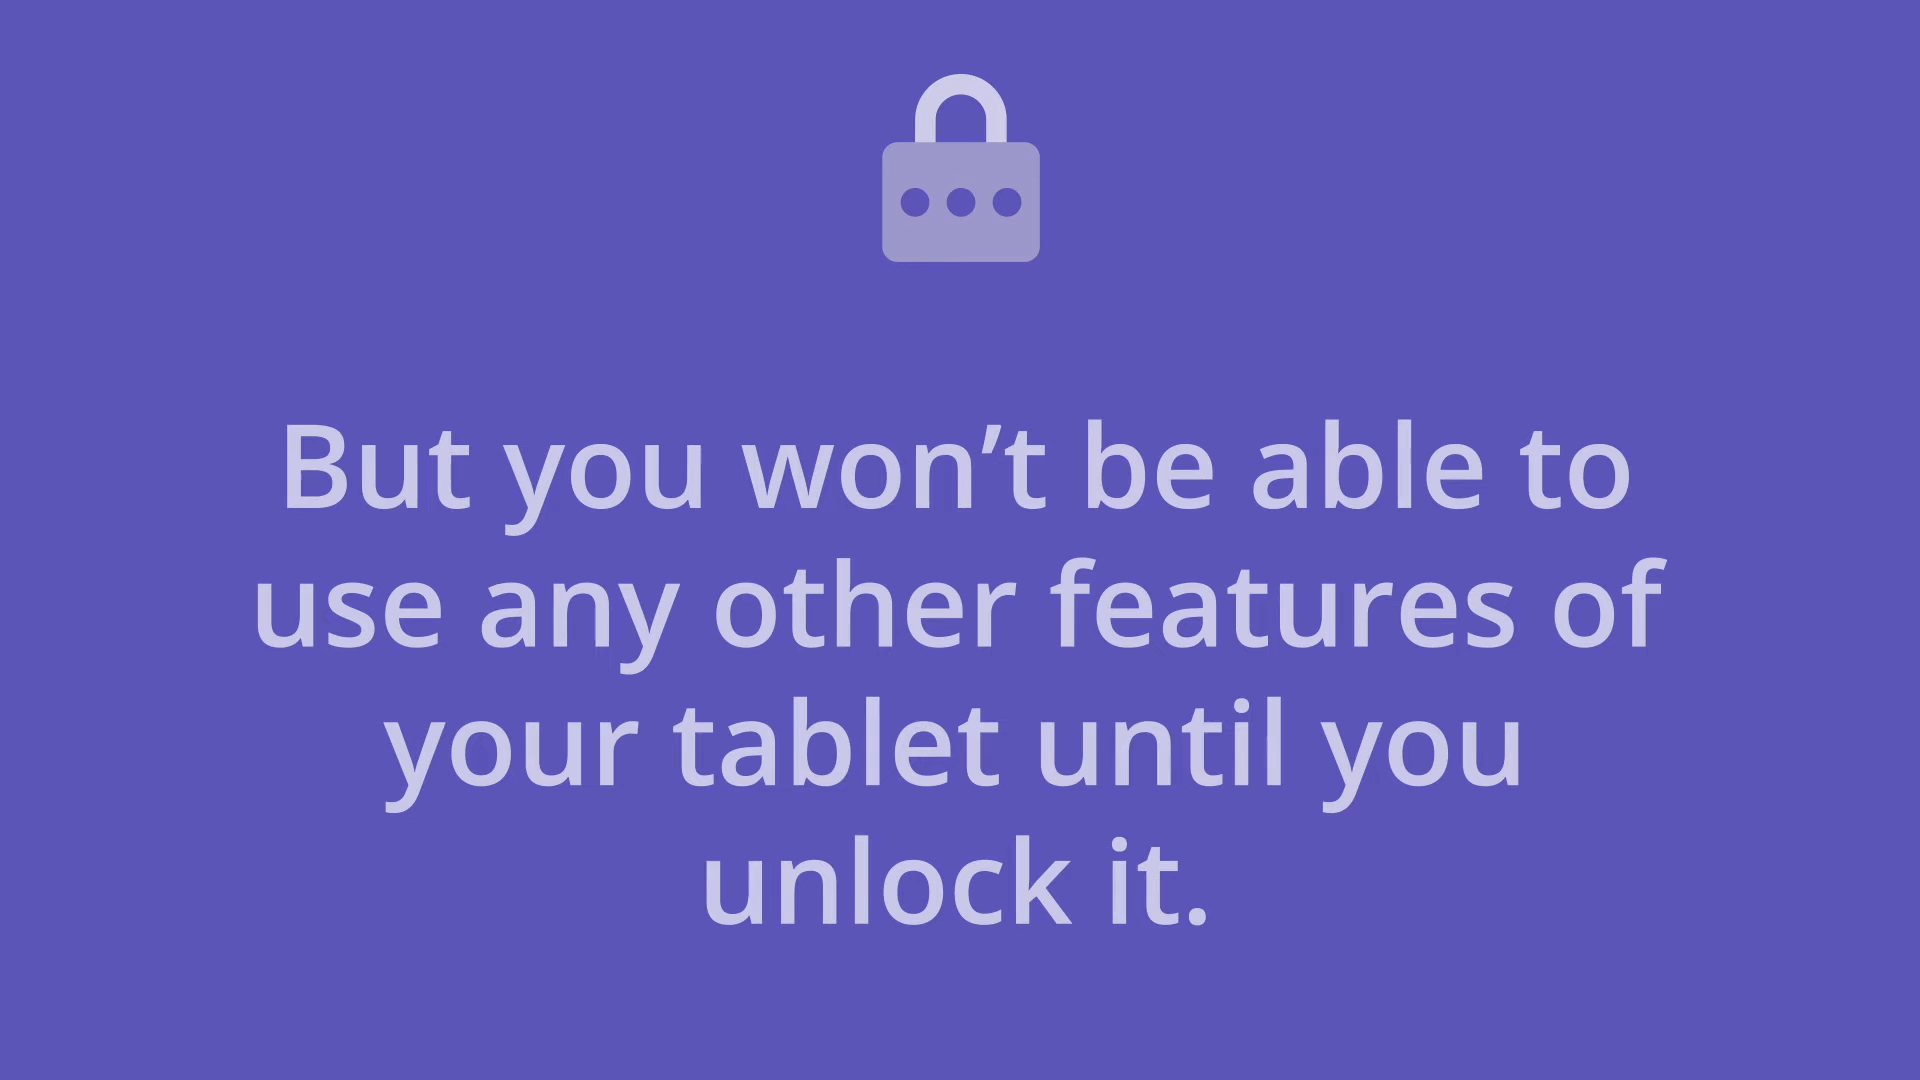 But you won’t be able to
use any other features of
your tablet until you
unlock it.